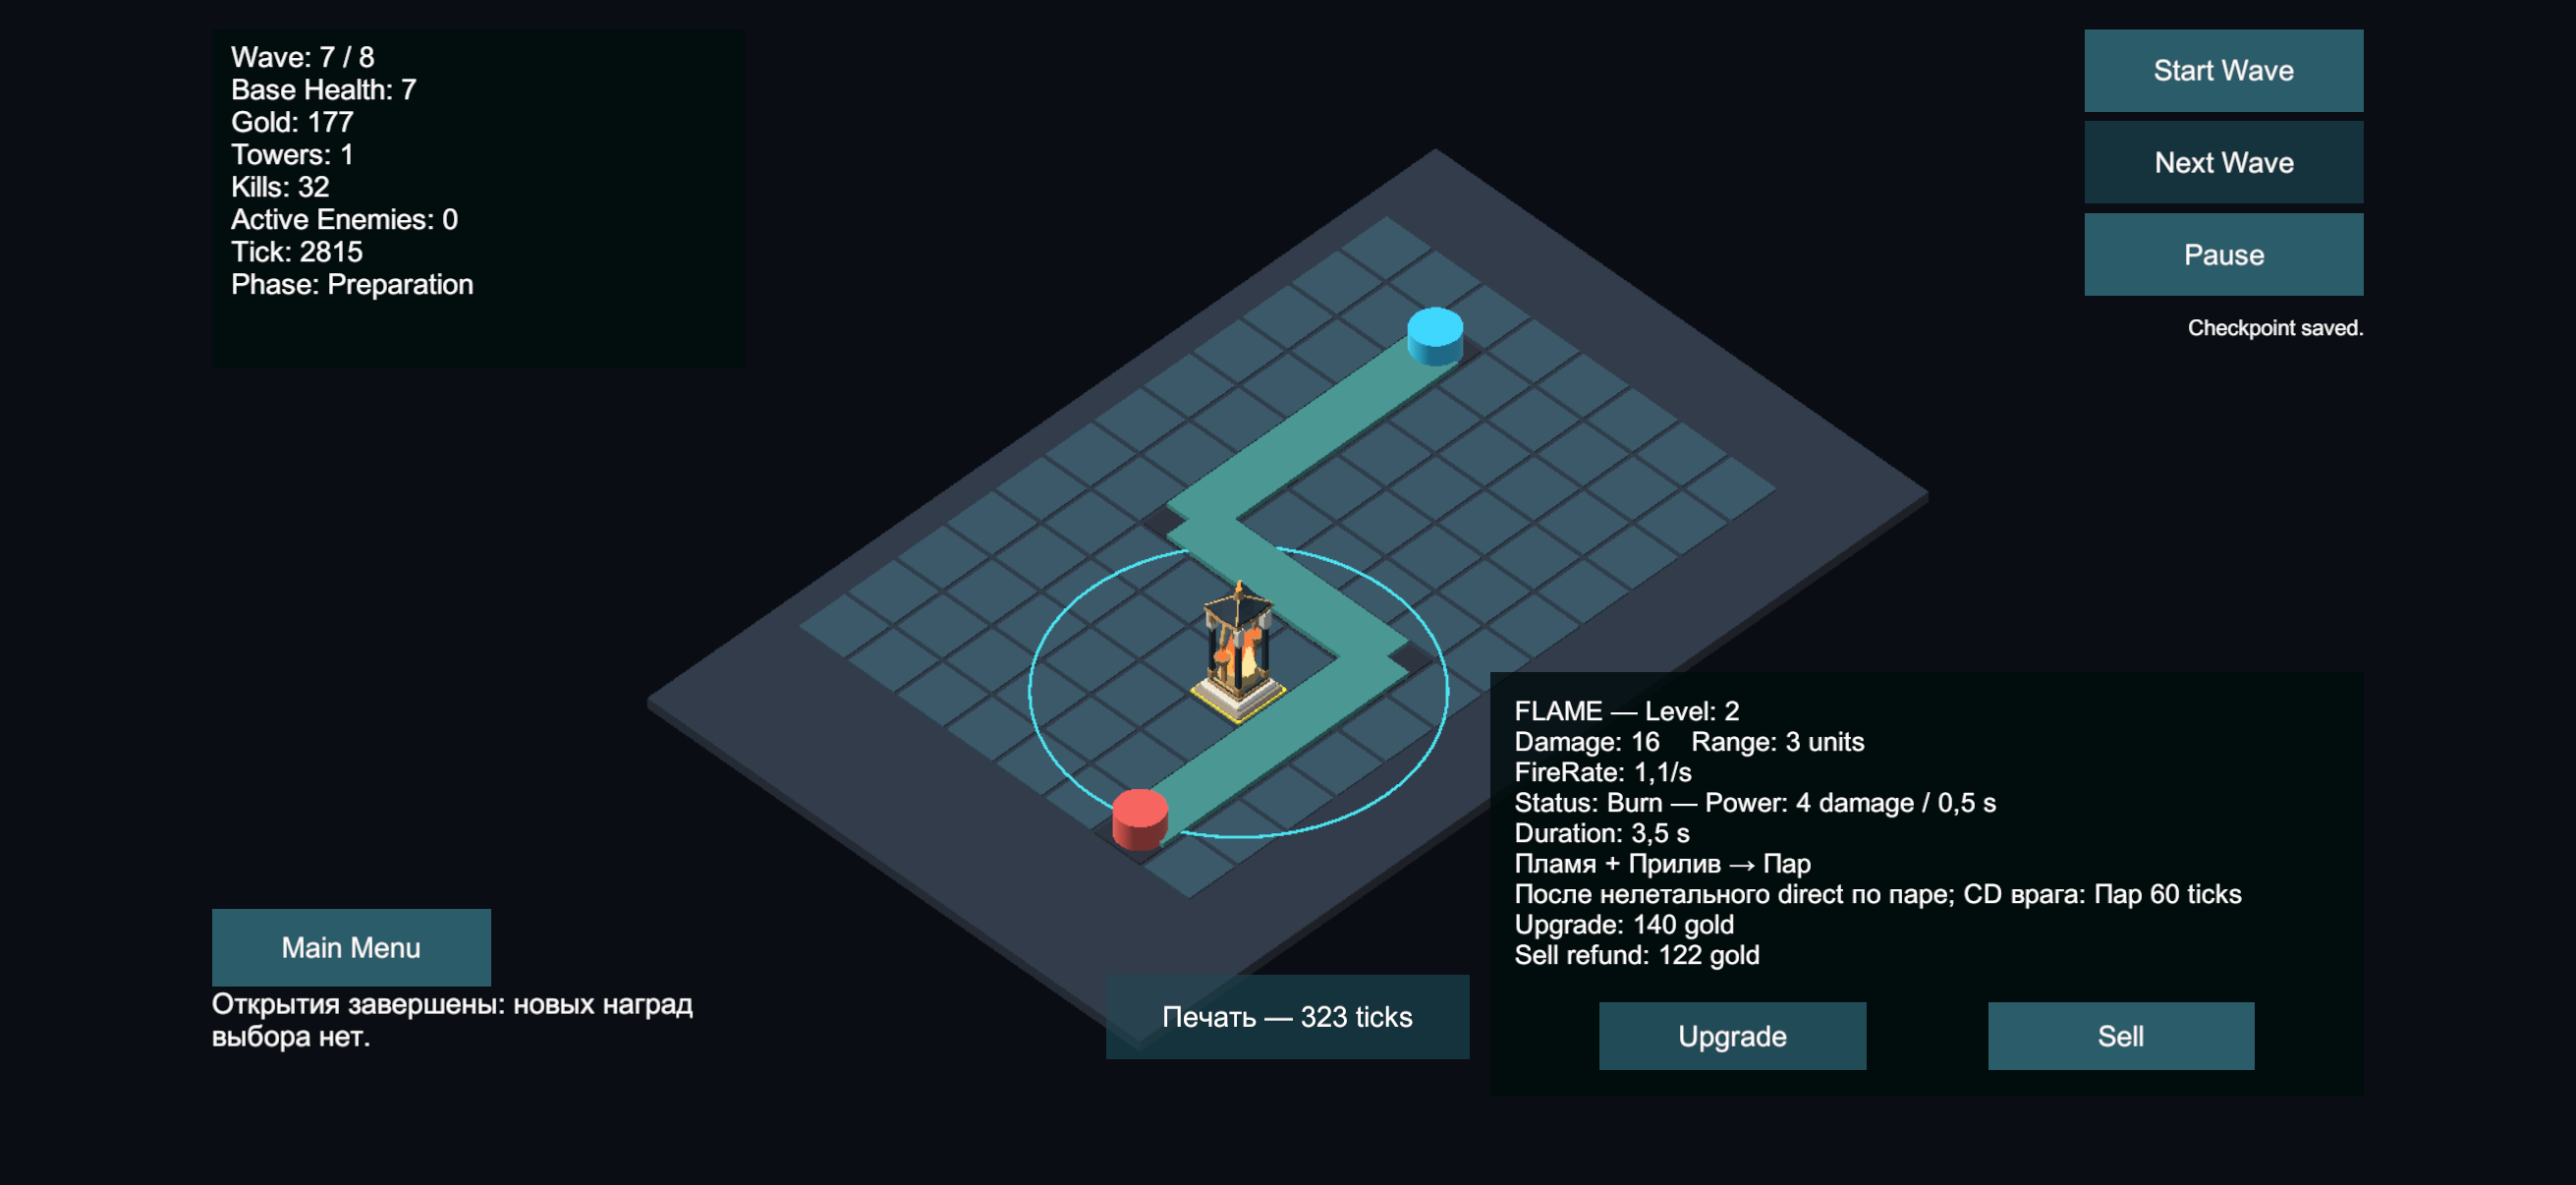 Wave: 7 / 8
Base Health: 7
Gold: 177
Towers: 1
Kills: 32
Active Enemies: 0
Tick: 2815
Phase: Preparation
Start Wave
Next Wave
Pause
Checkpoint saved.
FLAME — Level: 2
Damage: 16 Range: 3 units
FireRate: 1,1/s
Status: Burn — Power: 4 damage / 0,5 s
Duration: 3,5 s
Пламя + Прилив → Пар
После нелетального direct по паре; CD врага: Пар 60 ticks
Upgrade: 140 gold
Sell refund: 122 gold
Upgrade
Sell
Main Menu
Открытия завершены: новых наград
выбора нет.
Печать — 323 ticks